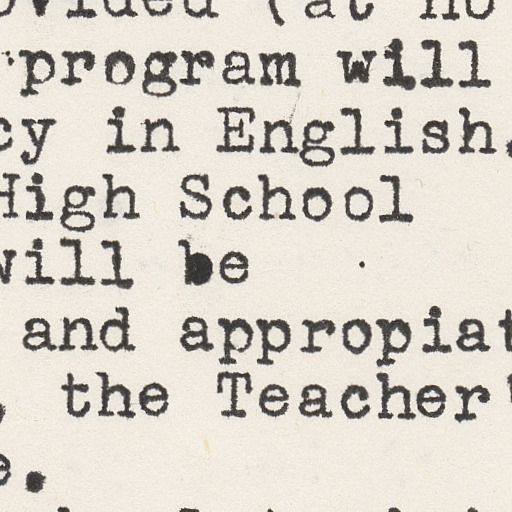 ovided (at no
program will
cy in English.
High School
will be
and appropiat
, the Teacher'
e.